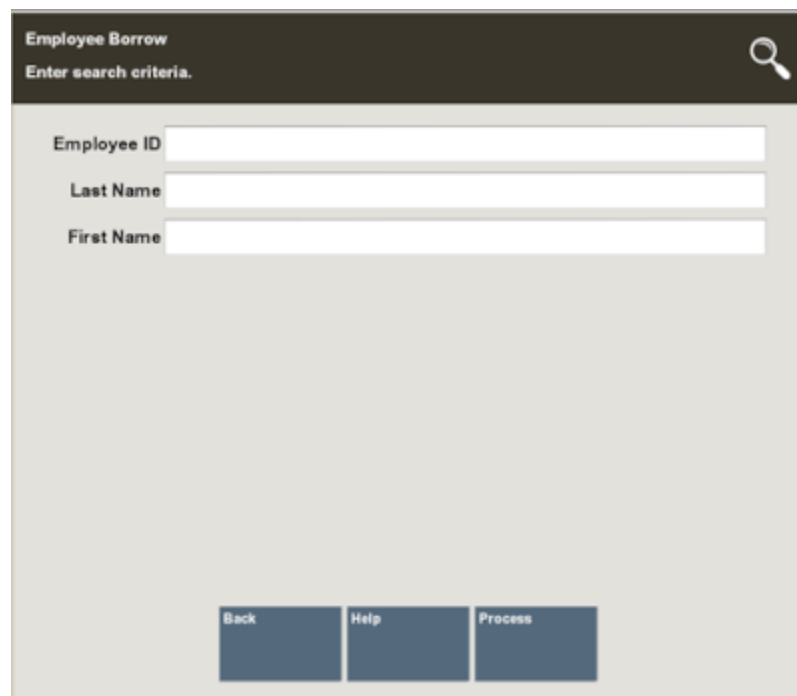 Employee Borrow
Enter search criteria.
Employee ID
Last Name
First Name
Back Help Process